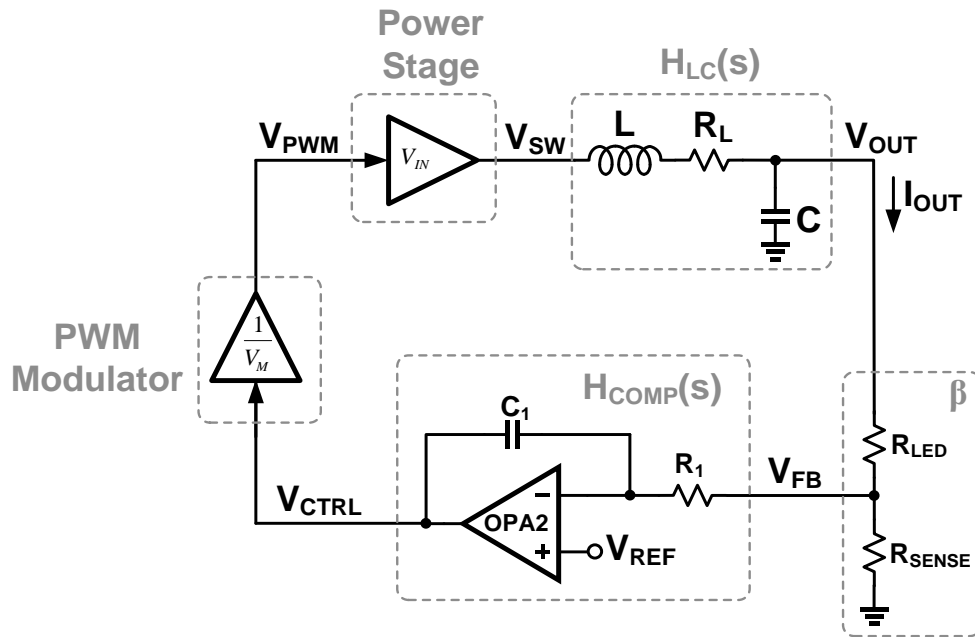 Power
Stage
H_LC(s)
V_PWM
V_IN
V_SW
L
R_L
V_OUT
I_OUT
C
PWM
Modulator
1
V_M
H_COMP(s)
β
C_1
R_1
V_FB
R_LED
V_CTRL
OPA2
−
+
V_REF
R_SENSE